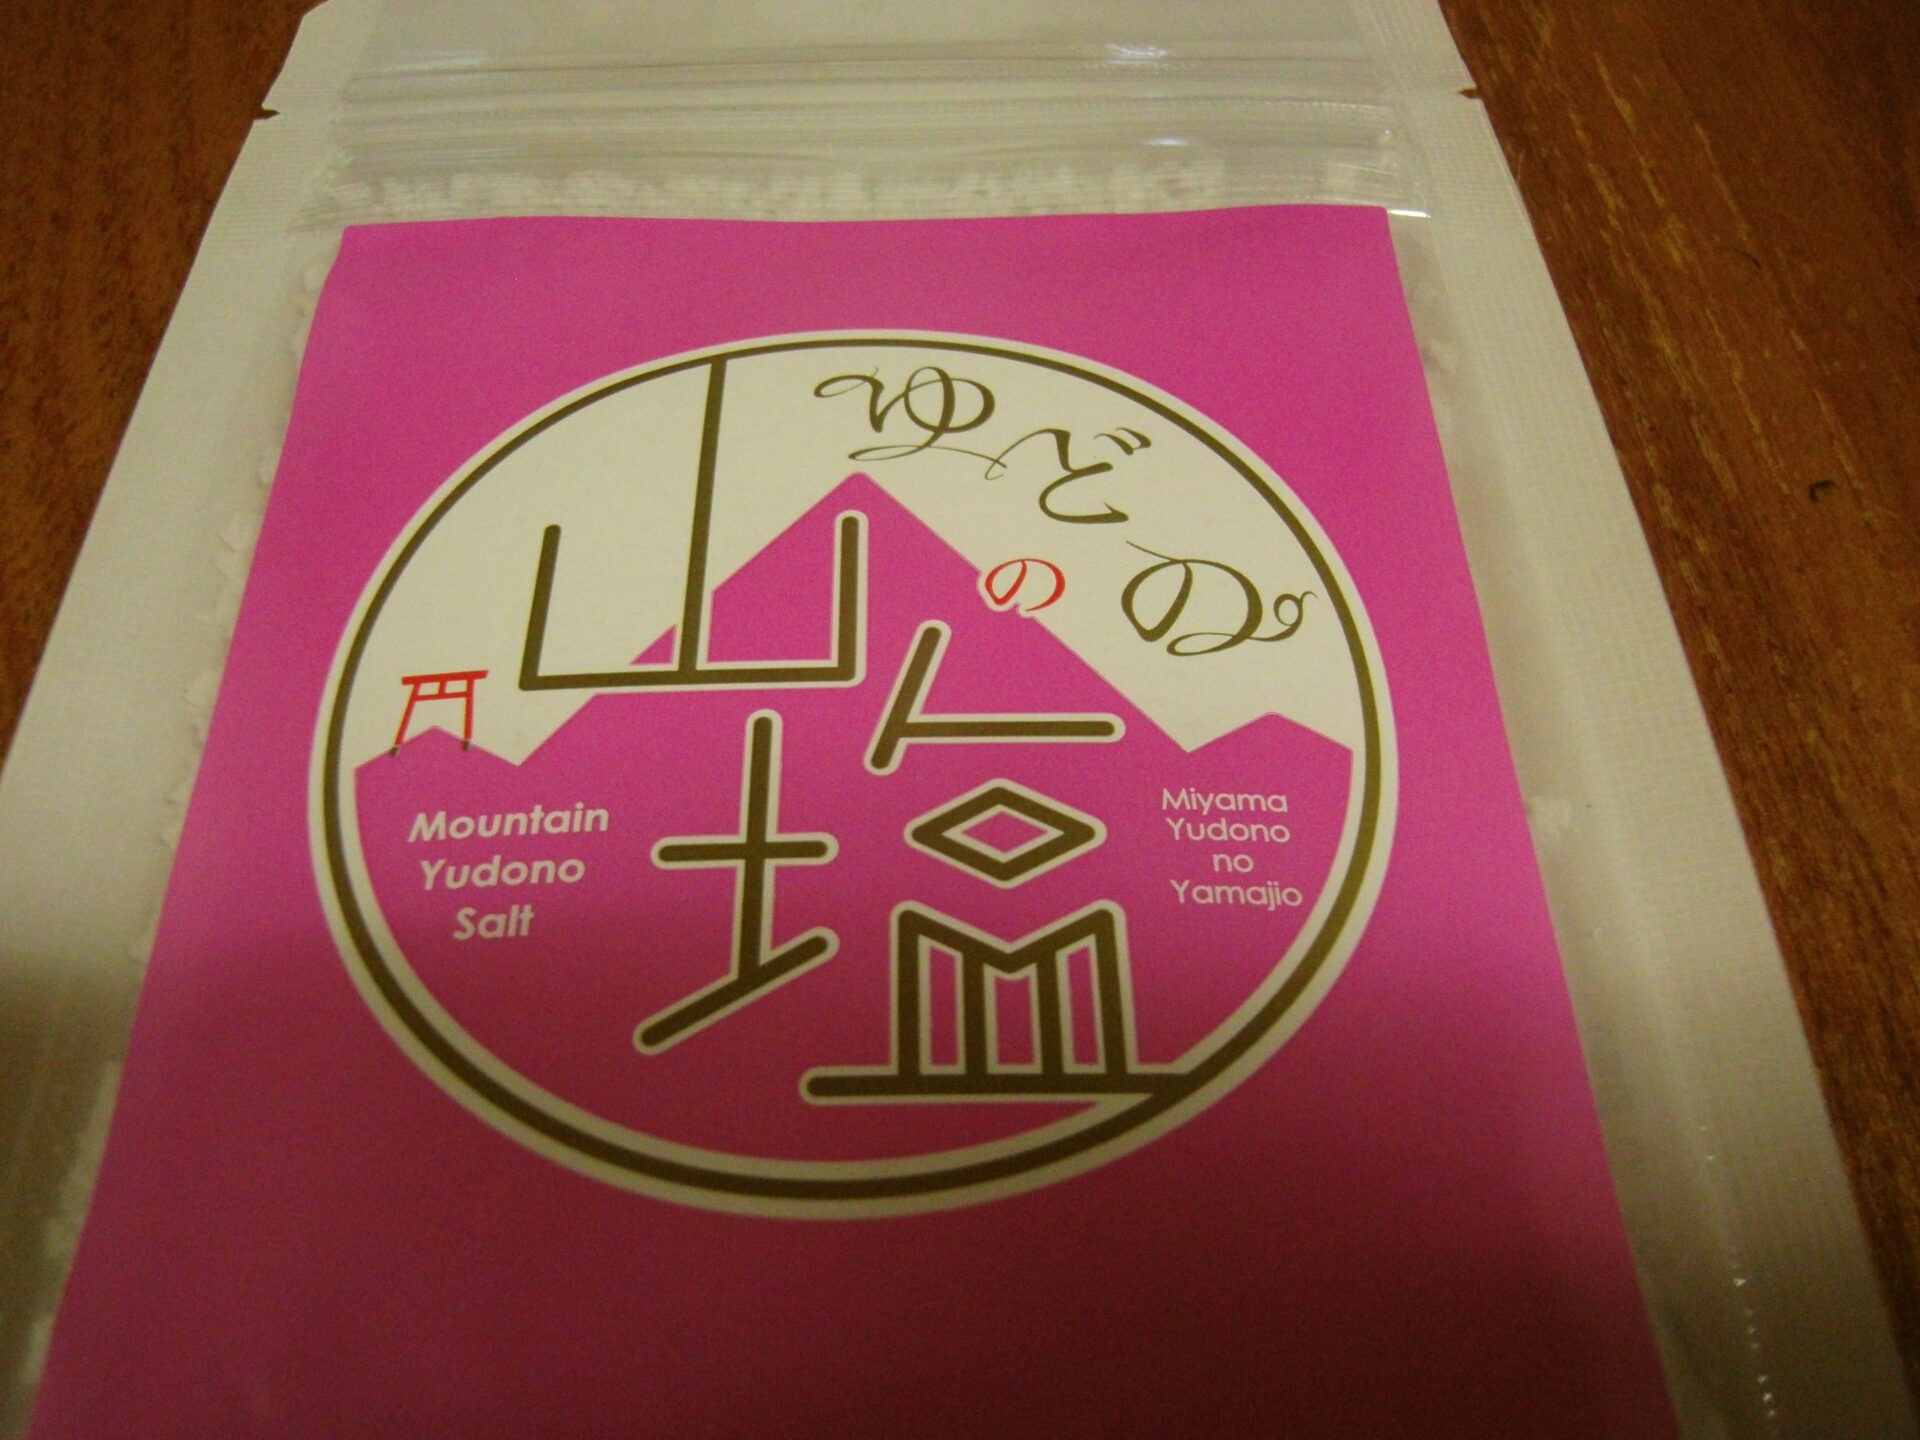 ゆどの
の
山塩
Mountain
Yudono
Salt
Miyama
Yudono
no
Yamajio